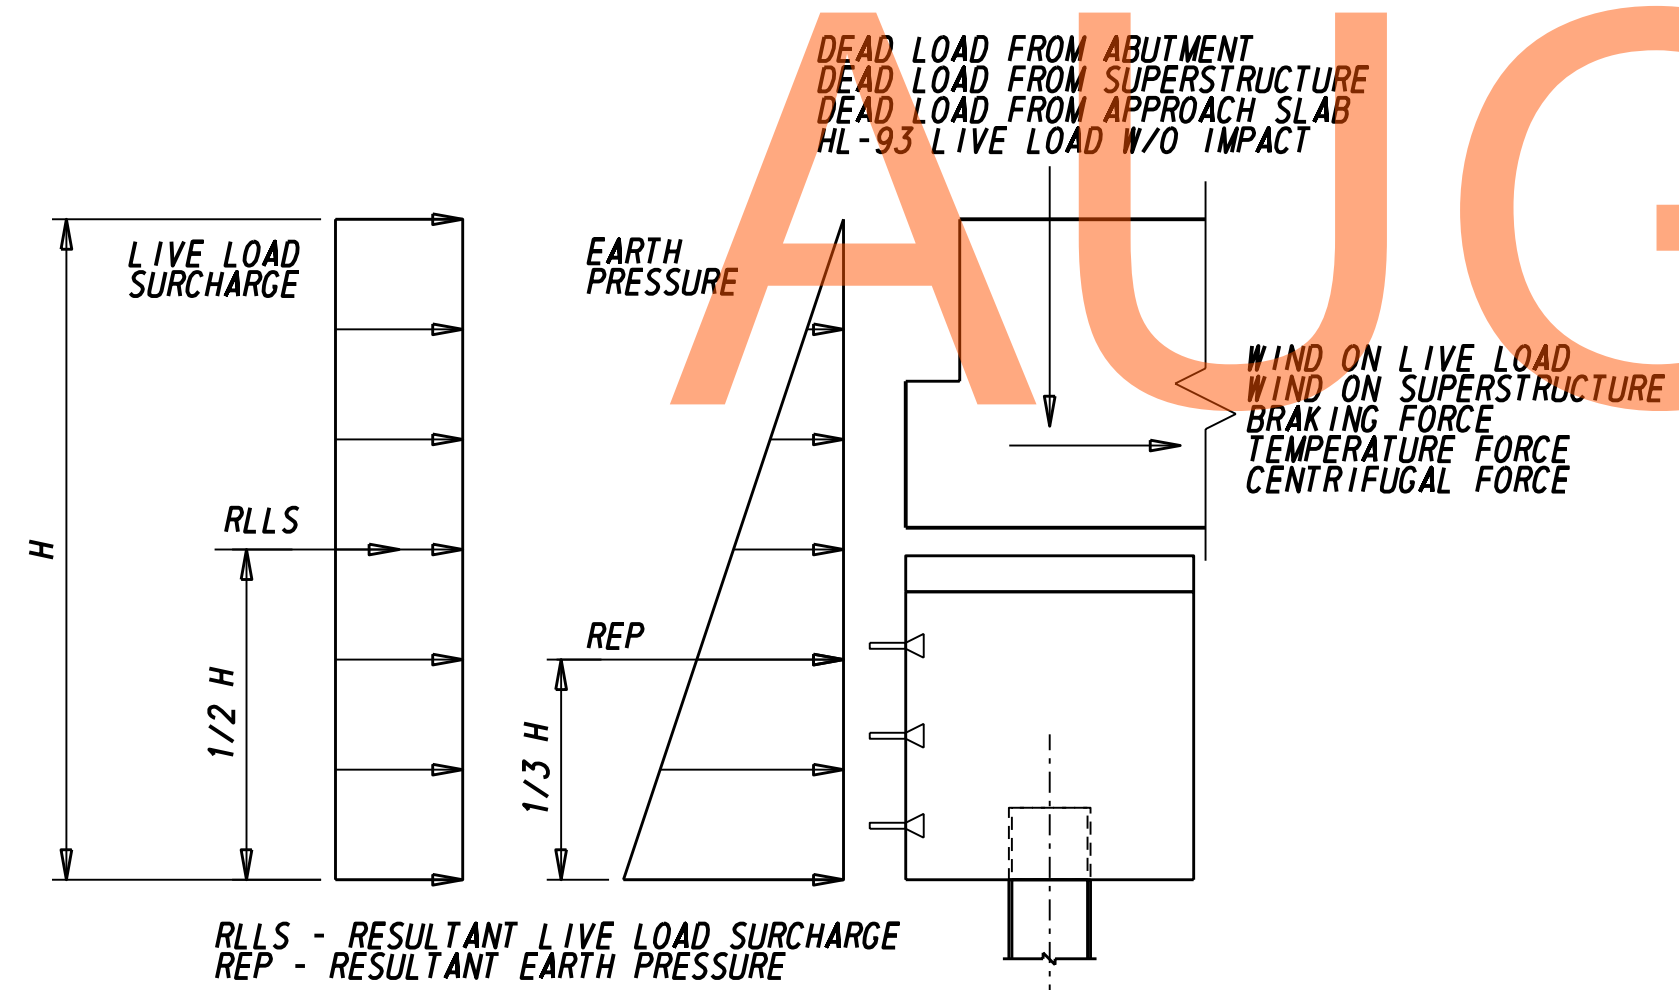 AUG
DEAD LOAD FROM ABUTMENT
DEAD LOAD FROM SUPERSTRUCTURE
DEAD LOAD FROM APPROACH SLAB
HL-93 LIVE LOAD W/O IMPACT
LIVE LOAD
SURCHARGE
EARTH
PRESSURE
WIND ON LIVE LOAD
WIND ON SUPERSTRUCTURE
BRAKING FORCE
TEMPERATURE FORCE
CENTRIFUGAL FORCE
RLLS
H
REP
1/2 H
1/3 H
RLLS - RESULTANT LIVE LOAD SURCHARGE
REP - RESULTANT EARTH PRESSURE